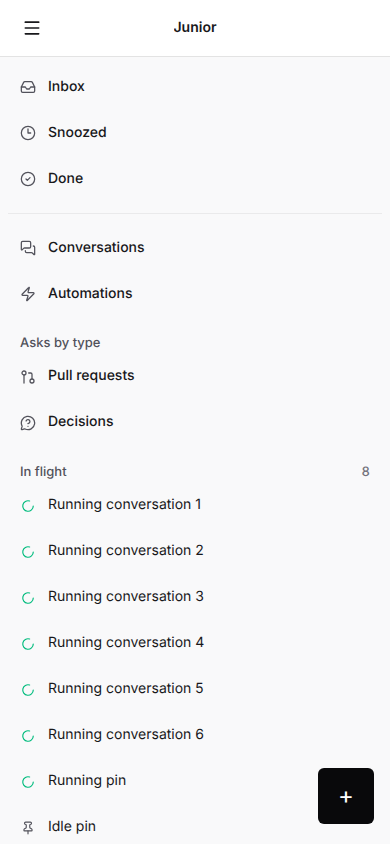 Junior
Inbox
Snoozed
Done
Conversations
Automations
Asks by type
Pull requests
Decisions
In flight 8
Running conversation 1
Running conversation 2
Running conversation 3
Running conversation 4
Running conversation 5
Running conversation 6
Running pin
+
Idle pin